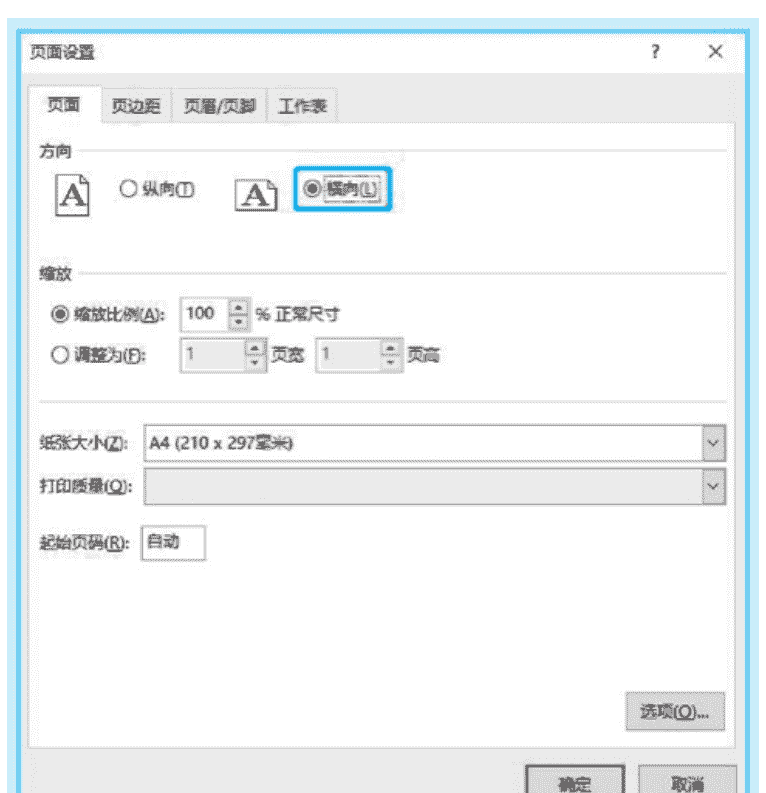 页面设置 ? ×
页面 页边距 页眉/页脚 工作表
方向
A 纵向(T) A 横向(L)
缩放
缩放比例(A): 100 % 正常尺寸
调整为(F): 1 页宽 1 页高
纸张大小(Z): A4 (210 x 297毫米)
打印质量(Q):
起始页码(R): 自动
选项(O)...
确定 取消